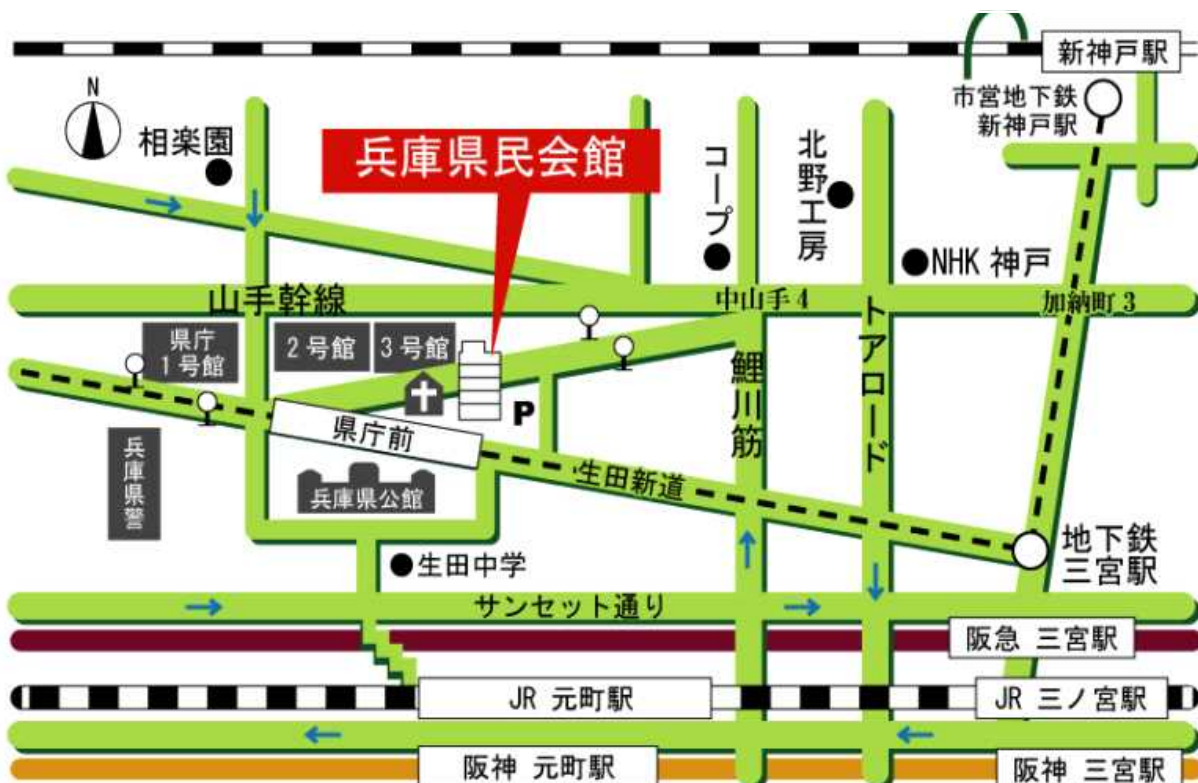 新神戸駅
N
市営地下鉄
新神戸駅
相楽園
兵庫県民会館
コープ
北野工房
NHK 神戸
山手幹線
中山手4
加納町3
県庁
1号館
2号館
3号館
トアロード
鯉川筋
P
県庁前
兵庫県警
生田新道
兵庫県公館
生田中学
地下鉄
三宮駅
サンセット通り
阪急 三宮駅
JR 元町駅
JR 三ノ宮駅
阪神 元町駅
阪神 三宮駅